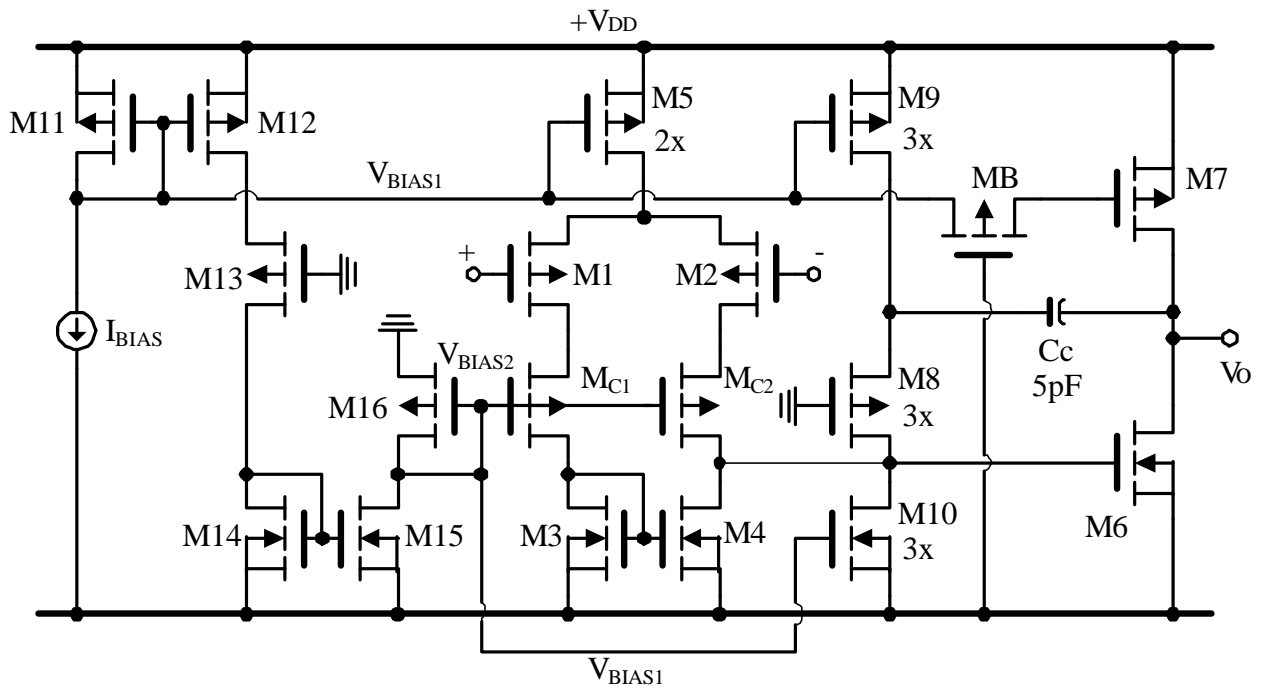 +VDD
M11
M12
M5
2x
M9
3x
VBIAS1
MB
M7
M13
+
M1
M2
-
IBIAS
VBIAS2
MC1
MC2
M8
3x
Cc
5pF
Vo
M16
M14
M15
M3
M4
M10
3x
M6
VBIAS1